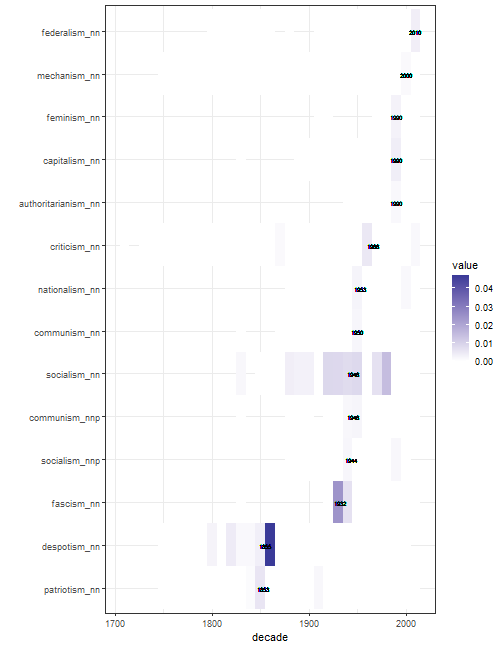 federalism_nn
2010
mechanism_nn
2000
feminism_nn
1990
capitalism_nn
1990
authoritarianism_nn
1990
criticism_nn
nationalism_nn
1953
communism_nn
1950
socialism_nn
communism_nnp
socialism_nnp
1944
fascism_nn
1932
despotism_nn
patriotism_nn
1853
1700
1800
1900
2000
decade
value
0.04
0.03
0.02
0.01
0.00